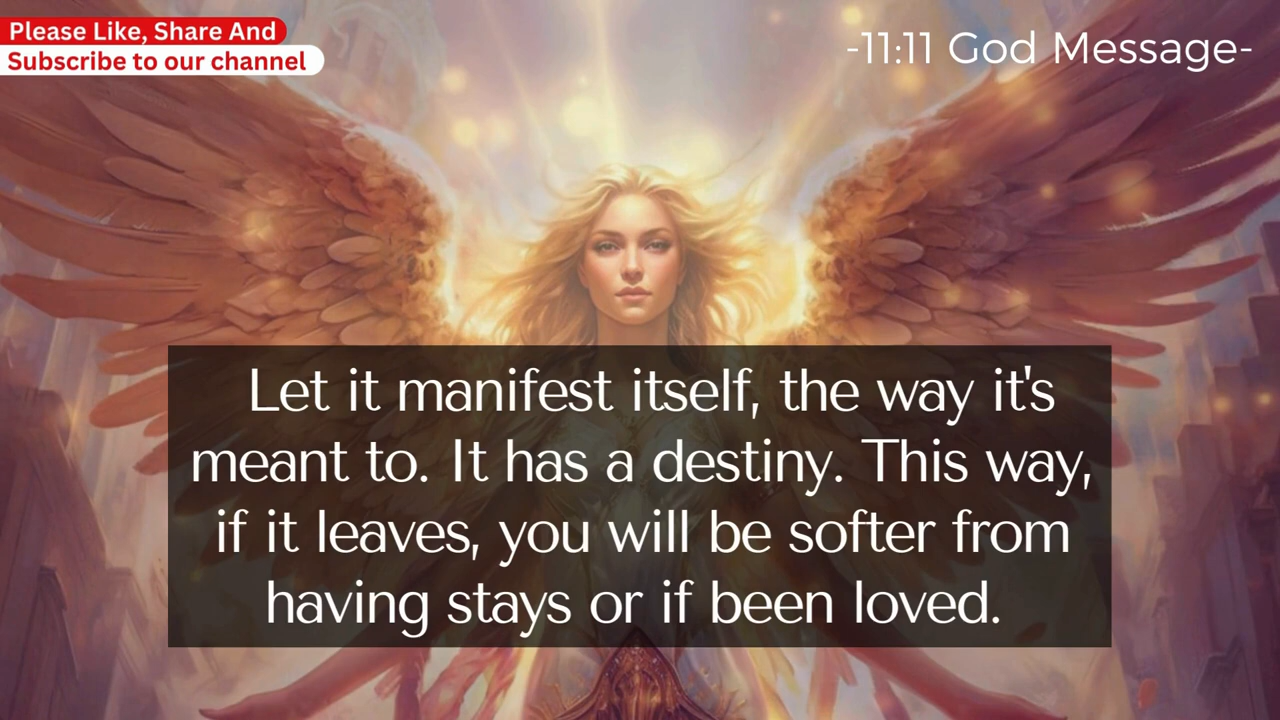 Please Like, Share And
Subscribe to our channel
-11:11 God Message-
Let it manifest itself, the way it's
meant to. It has a destiny. This way,
if it leaves, you will be softer from
having stays or if been loved.